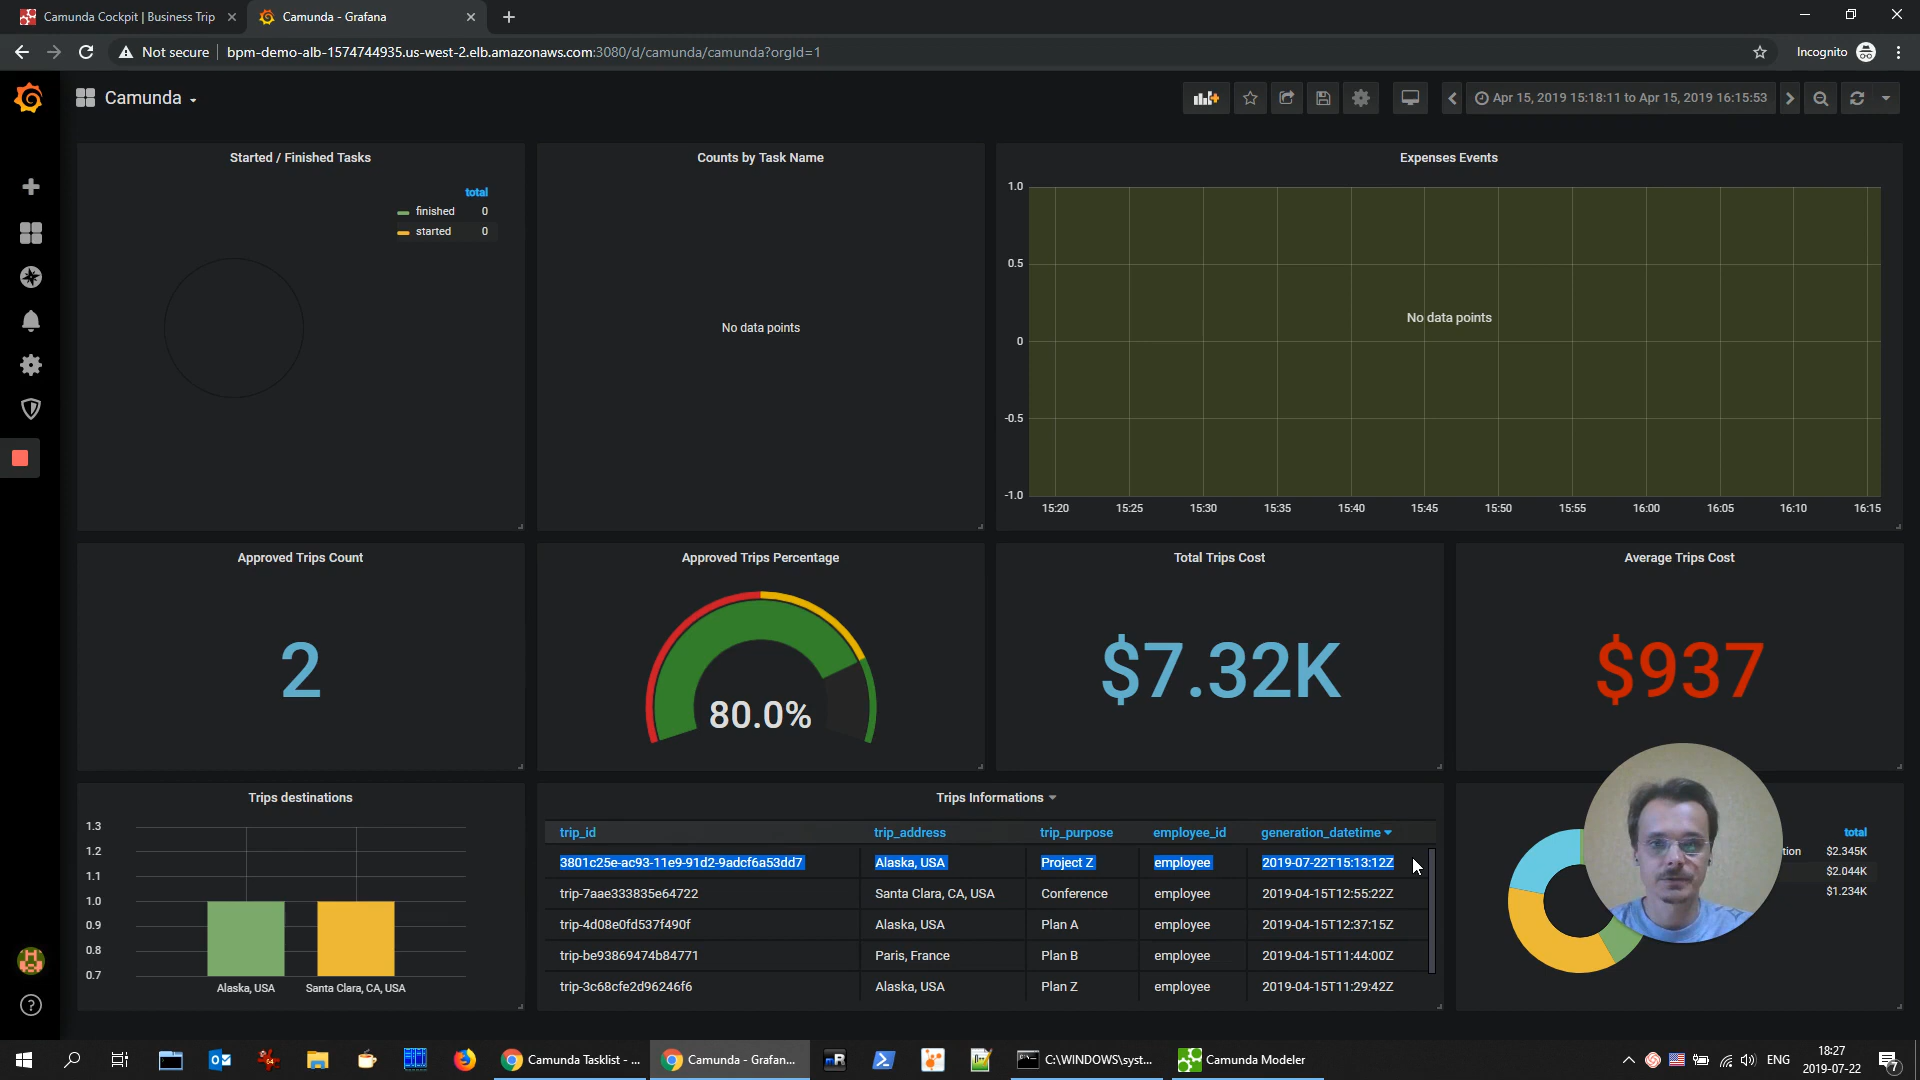 Camunda Cockpit | Business Trip
Camunda - Grafana
Not secure
bpm-demo-alb-1574744935.us-west-2.elb.amazonaws.com:3080/d/camunda/camunda?orgId=1
Incognito
Camunda
Apr 15, 2019 15:18:11 to Apr 15, 2019 16:15:53
Started / Finished Tasks
total
finished 0
started 0
Counts by Task Name
No data points
Expenses Events
1.0
0.5
0
-0.5
-1.0
No data points
15:20 15:25 15:30 15:35 15:40 15:45 15:50 15:55 16:00 16:05 16:10 16:15
Approved Trips Count
2
Approved Trips Percentage
80.0%
Total Trips Cost
$7.32K
Average Trips Cost
$937
Trips destinations
1.3
1.2
1.1
1.0
0.9
0.8
0.7
Alaska, USA Santa Clara, CA, USA
Trips Informations
trip_id trip_address trip_purpose employee_id generation_datetime
3801c25e-ac93-11e9-91d2-9adcf6a53dd7 Alaska, USA Project Z employee 2019-07-22T15:13:12Z
trip-7aae333835e64722 Santa Clara, CA, USA Conference employee 2019-04-15T12:55:22Z
trip-4d08e0fd537f490f Alaska, USA Plan A employee 2019-04-15T12:37:15Z
trip-be93869474b84771 Paris, France Plan B employee 2019-04-15T11:44:00Z
trip-3c68cfe2d96246f6 Alaska, USA Plan Z employee 2019-04-15T11:29:42Z
total
tion $2.345K
$2.044K
$1.234K
Camunda Tasklist - ...
Camunda - Grafan...
C:\WINDOWS\syst...
Camunda Modeler
ENG
18:27
2019-07-22
7